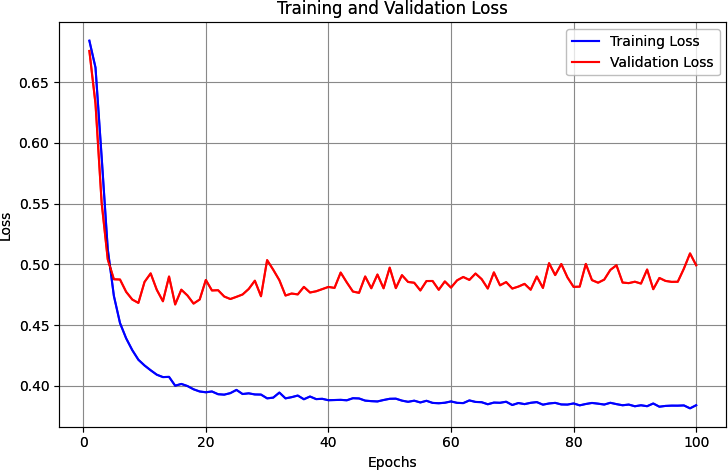 Training and Validation Loss
Training Loss
Validation Loss
0.65
0.60
0.55
0.50
0.45
0.40
Loss
0
20
40
60
80
100
Epochs